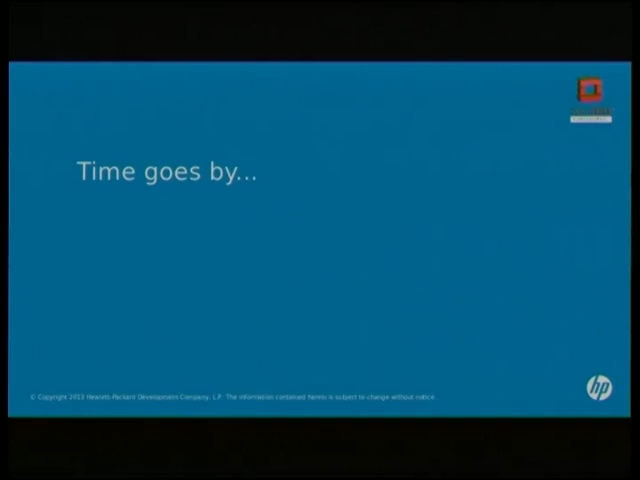 Time goes by...
© Copyright 2013 Hewlett-Packard Development Company, L.P. The information contained herein is subject to change without notice.
hp